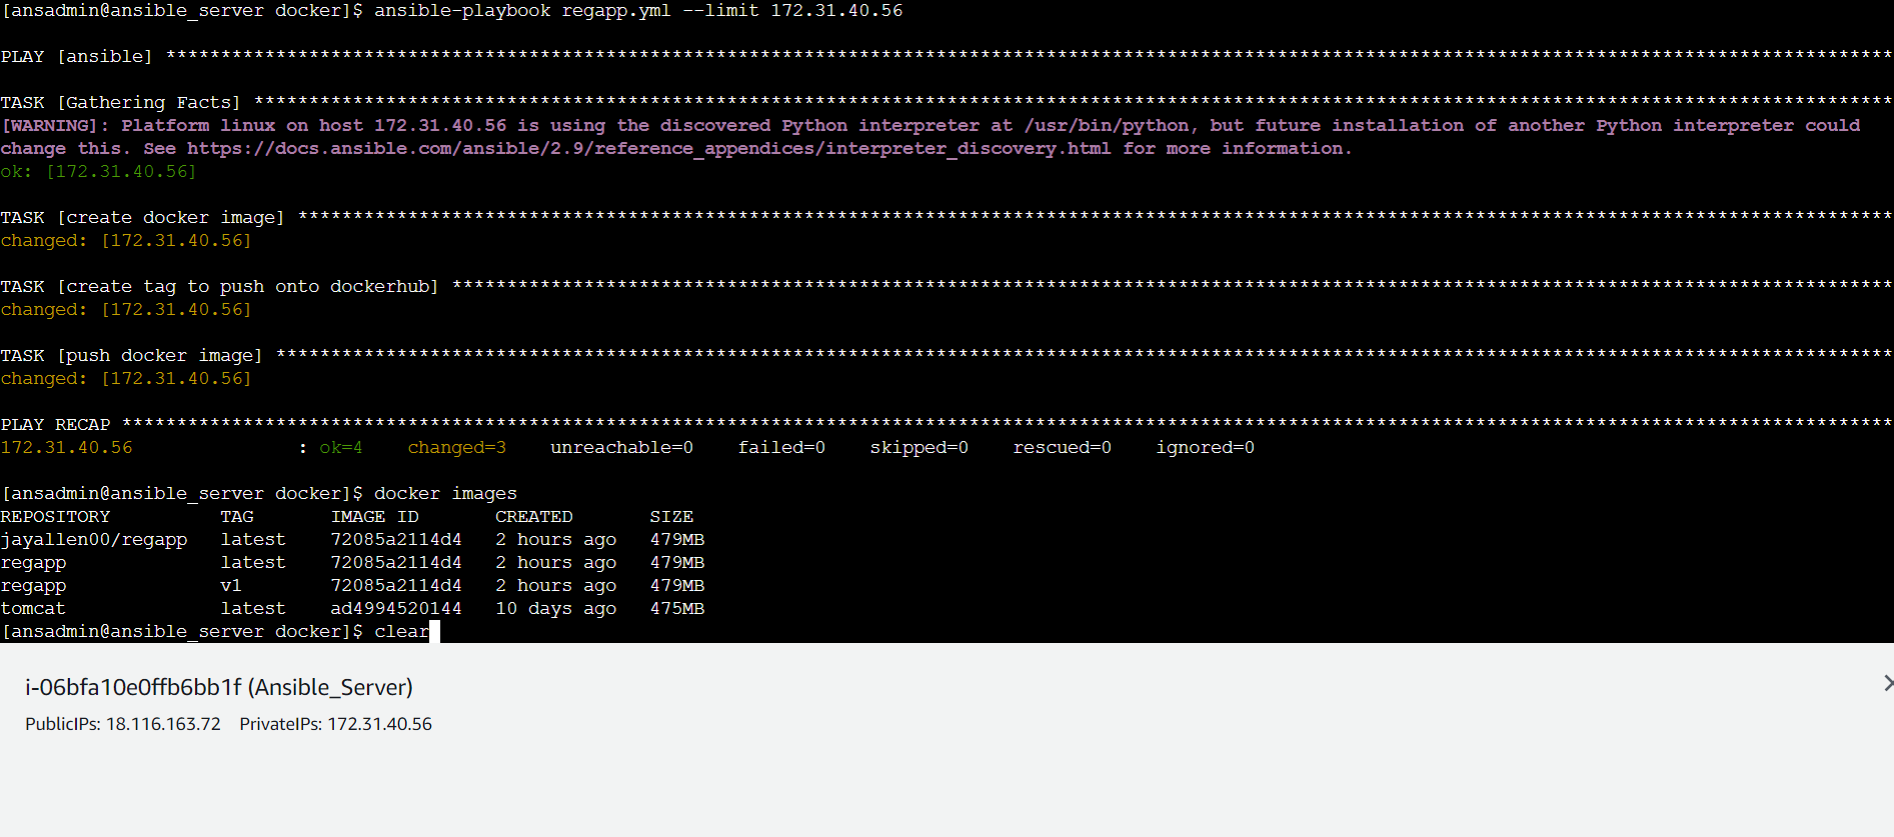 [ansadmin@ansible_server docker]$ ansible-playbook regapp.yml --limit 172.31.40.56
PLAY [ansible] *********************************************************************************************************************************************************
TASK [Gathering Facts] *************************************************************************************************************************************************
[WARNING]: Platform linux on host 172.31.40.56 is using the discovered Python interpreter at /usr/bin/python, but future installation of another Python interpreter could
change this. See https://docs.ansible.com/ansible/2.9/reference_appendices/interpreter_discovery.html for more information.
ok: [172.31.40.56]
TASK [create docker image] *********************************************************************************************************************************************
changed: [172.31.40.56]
TASK [create tag to push onto dockerhub] *******************************************************************************************************************************
changed: [172.31.40.56]
TASK [push docker image] ***********************************************************************************************************************************************
changed: [172.31.40.56]
PLAY RECAP *************************************************************************************************************************************************************
172.31.40.56 : ok=4 changed=3 unreachable=0 failed=0 skipped=0 rescued=0 ignored=0
[ansadmin@ansible_server docker]$ docker images
REPOSITORY TAG IMAGE ID CREATED SIZE
jayallen00/regapp latest 72085a2114d4 2 hours ago 479MB
regapp latest 72085a2114d4 2 hours ago 479MB
regapp v1 72085a2114d4 2 hours ago 479MB
tomcat latest ad4994520144 10 days ago 475MB
[ansadmin@ansible_server docker]$ clear
i-06bfa10e0ffb6bb1f (Ansible_Server)
PublicIPs: 18.116.163.72 PrivateIPs: 172.31.40.56